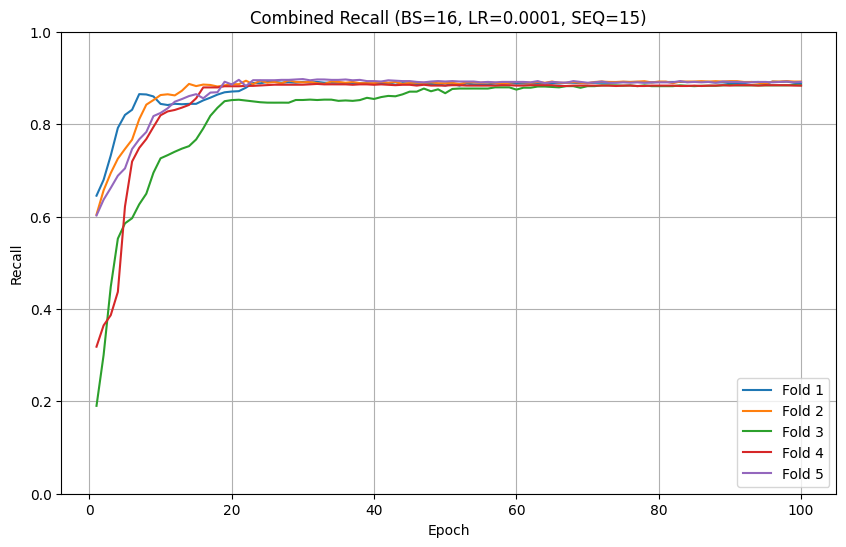 Combined Recall (BS=16, LR=0.0001, SEQ=15)
1.0
0.8
0.6
0.4
0.2
0.0
Recall
0 20 40 60 80 100
Epoch
Fold 1
Fold 2
Fold 3
Fold 4
Fold 5